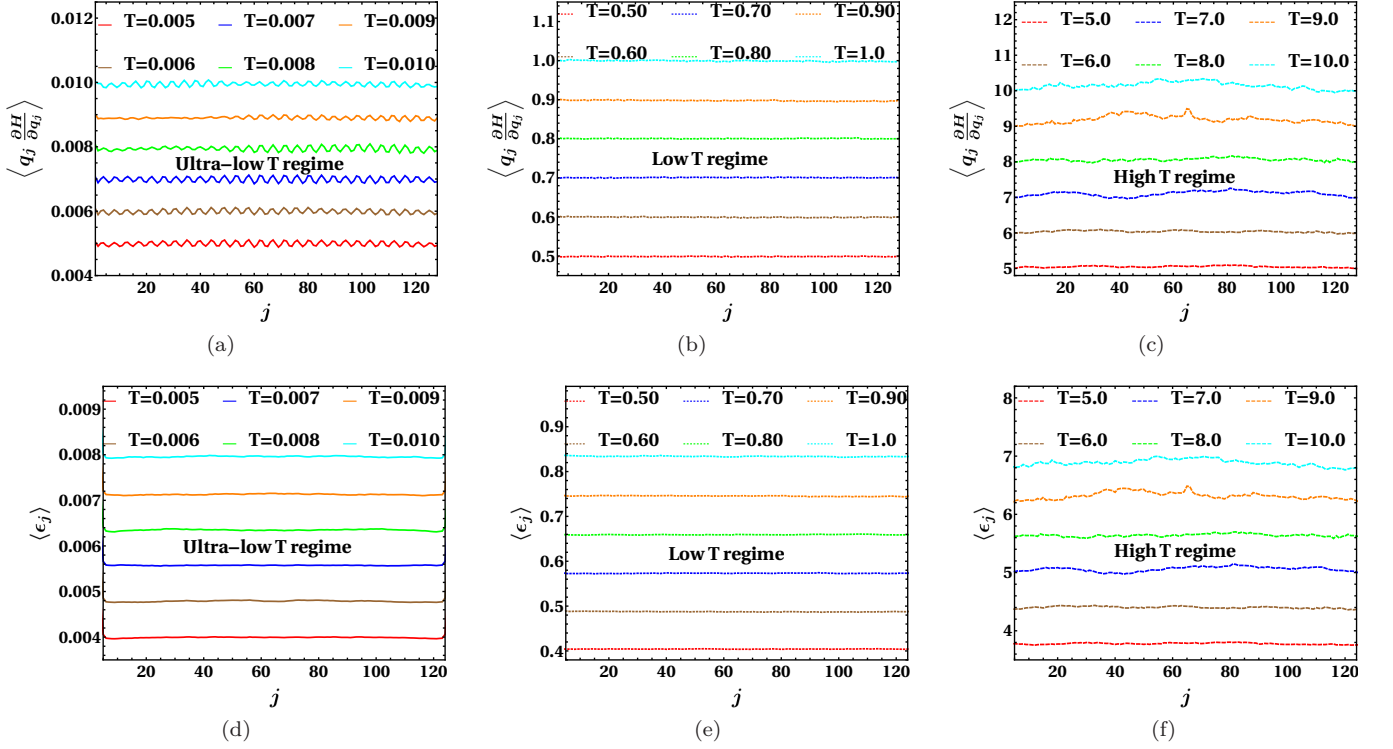 T=0.005 T=0.007 T=0.009
T=0.006 T=0.008 T=0.010
0.012
0.010
0.008
0.006
0.004
⟨q_j ∂H/∂q_j⟩
Ultra-low T regime
20 40 60 80 100 120
j
(a)
T=0.50 T=0.70 T=0.90
T=0.60 T=0.80 T=1.0
1.1
1.0
0.9
0.8
0.7
0.6
0.5
⟨q_j ∂H/∂q_j⟩
Low T regime
20 40 60 80 100 120
j
(b)
T=5.0 T=7.0 T=9.0
T=6.0 T=8.0 T=10.0
12
11
10
9
8
7
6
5
⟨q_j ∂H/∂q_j⟩
High T regime
20 40 60 80 100 120
j
(c)
T=0.005 T=0.007 T=0.009
T=0.006 T=0.008 T=0.010
0.009
0.008
0.007
0.006
0.005
0.004
⟨ϵ_j⟩
Ultra-low T regime
20 40 60 80 100 120
j
(d)
T=0.50 T=0.70 T=0.90
T=0.60 T=0.80 T=1.0
0.9
0.8
0.7
0.6
0.5
0.4
⟨ϵ_j⟩
Low T regime
20 40 60 80 100 120
j
(e)
T=5.0 T=7.0 T=9.0
T=6.0 T=8.0 T=10.0
8
7
6
5
4
⟨ϵ_j⟩
High T regime
20 40 60 80 100 120
j
(f)